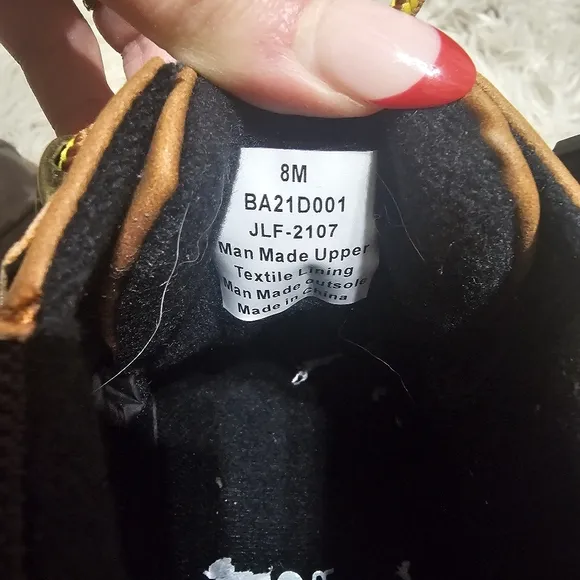 8M
BA21D001
JLF-2107
Man Made Upper
Textile Lining
Man Made outsole
Made in China